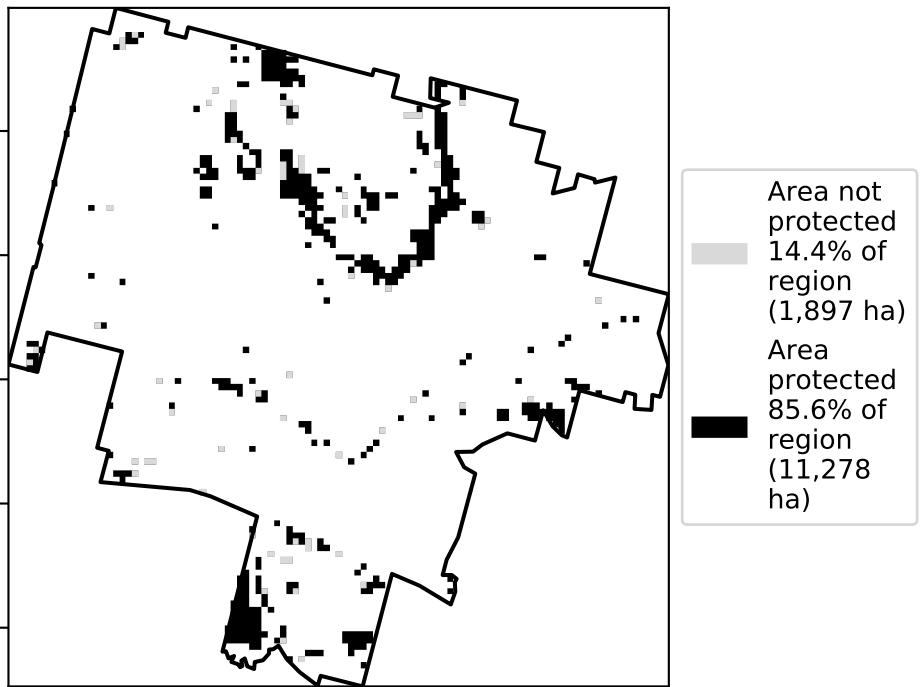 Area not
protected
14.4% of
region
(1,897 ha)
Area
protected
85.6% of
region
(11,278
ha)